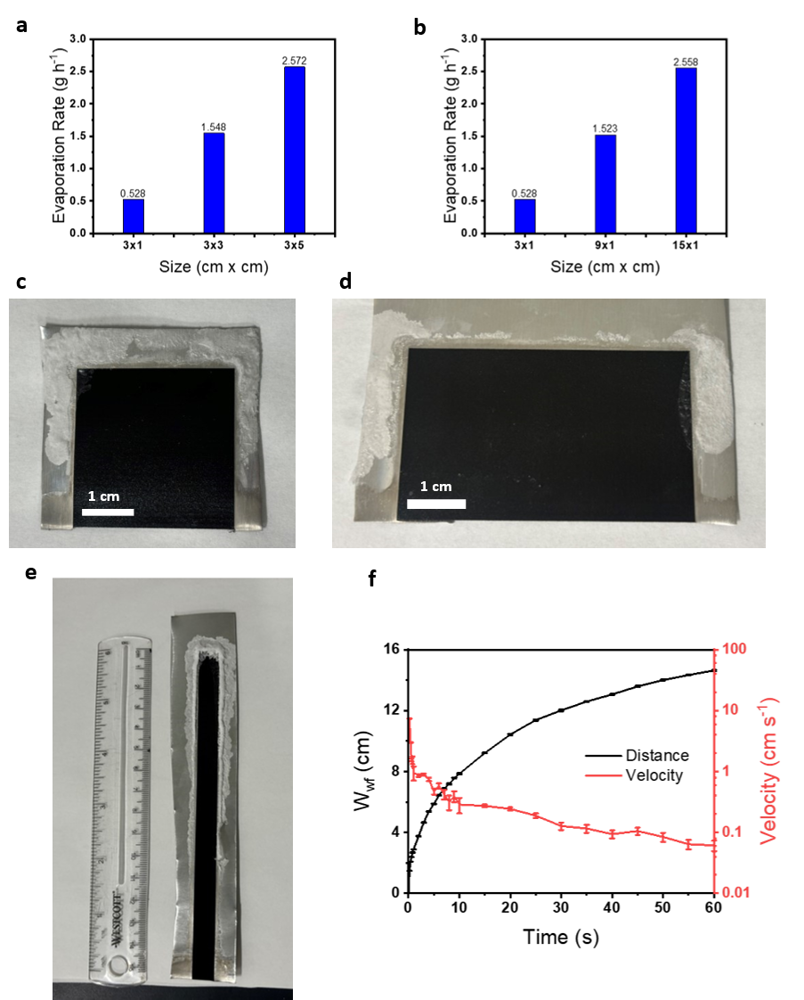 a
3.0
2.5
2.0
1.5
1.0
0.5
0.0
Evaporation Rate (g h⁻¹)
0.528
1.548
2.572
3x1
3x3
3x5
Size (cm x cm)
b
3.0
2.5
2.0
1.5
1.0
0.5
0.0
Evaporation Rate (g h⁻¹)
0.528
1.523
2.558
3x1
9x1
15x1
Size (cm x cm)
c
1 cm
d
1 cm
e
WESTCOTT
f
16
12
8
4
0
W_wf (cm)
100
10
1
0.1
0.01
Velocity (cm s⁻¹)
Distance
Velocity
0
10
20
30
40
50
60
Time (s)